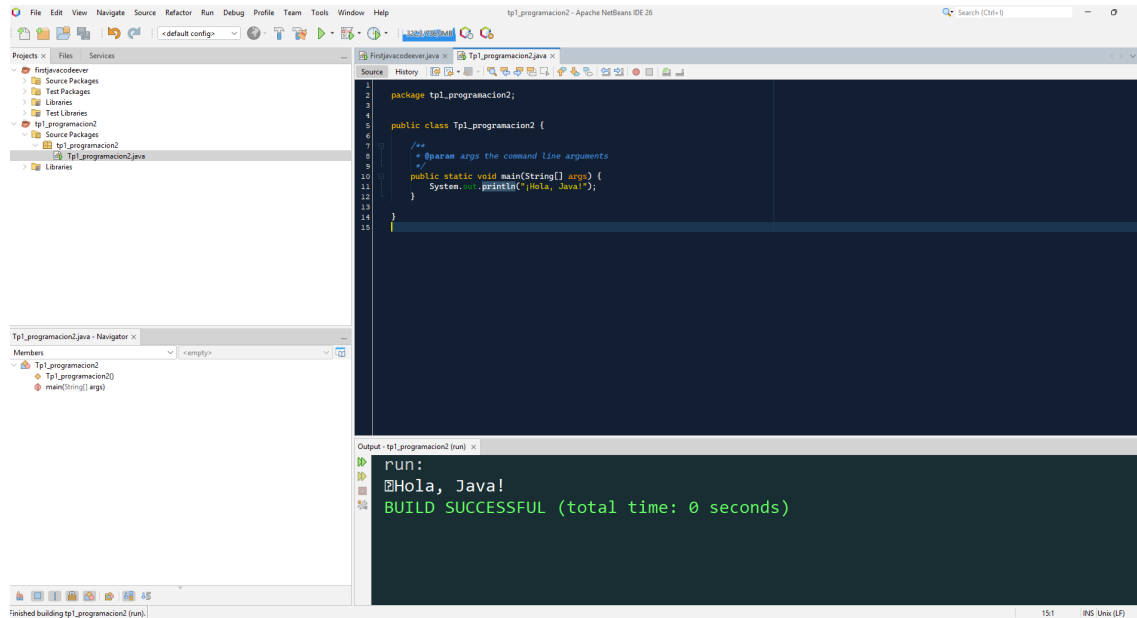 File Edit View Navigate Source Refactor Run Debug Profile Team Tools Window Help
tp1_programacion2 - Apache NetBeans IDE 26
Search (Ctrl+I)
<default config>
Projects Files Services
firstjavacodeever
Source Packages
Test Packages
Libraries
Test Libraries
tp1_programacion2
Source Packages
tp1_programacion2
Tp1_programacion2.java
Libraries
Firstjavacodeever.java Tp1_programacion2.java
Source History
1
2 package tp1_programacion2;
3
4
5 public class Tp1_programacion2 {
6
7 /**
8 * @param args the command line arguments
9 */
10 public static void main(String[] args) {
11 System.out.println("¡Hola, Java!");
12 }
13
14 }
15
Tp1_programacion2.java - Navigator
Members <empty>
Tp1_programacion2
Tp1_programacion2()
main(String[] args)
Output - tp1_programacion2 (run)
run:
Hola, Java!
BUILD SUCCESSFUL (total time: 0 seconds)
Finished building tp1_programacion2 (run).
15:1 INS Unix (LF)